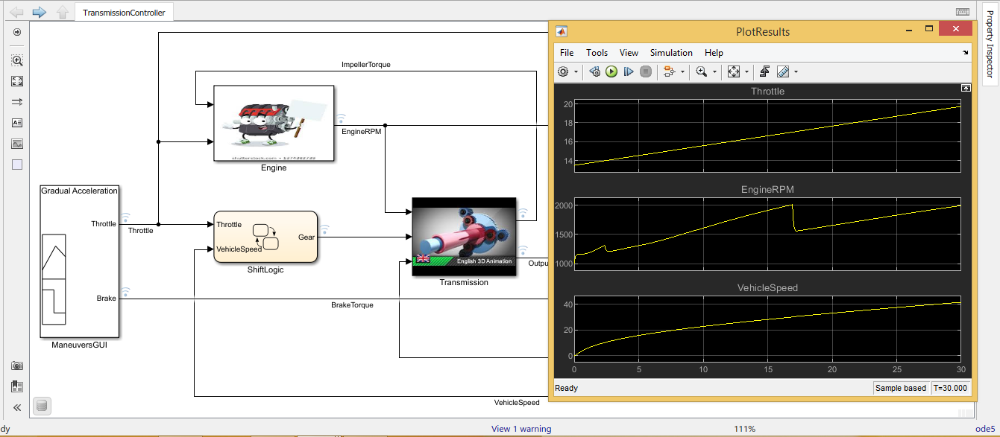 TransmissionController
ImpellerTorque
shutterstock.com • 1274382739
EngineRPM
Engine
Gradual Acceleration
Throttle
Throttle
Brake
ManeuversGUI
Throttle
VehicleSpeed
Gear
ShiftLogic
English 3D Animation
Transmission
Outpu
BrakeTorque
VehicleSpeed
PlotResults
File Tools View Simulation Help
Throttle
20
18
16
14
EngineRPM
2000
1500
1000
VehicleSpeed
40
20
0
0 5 10 15 20 25 30
Ready
Sample based T=30.000
Property Inspector
dy
View 1 warning
111%
ode5